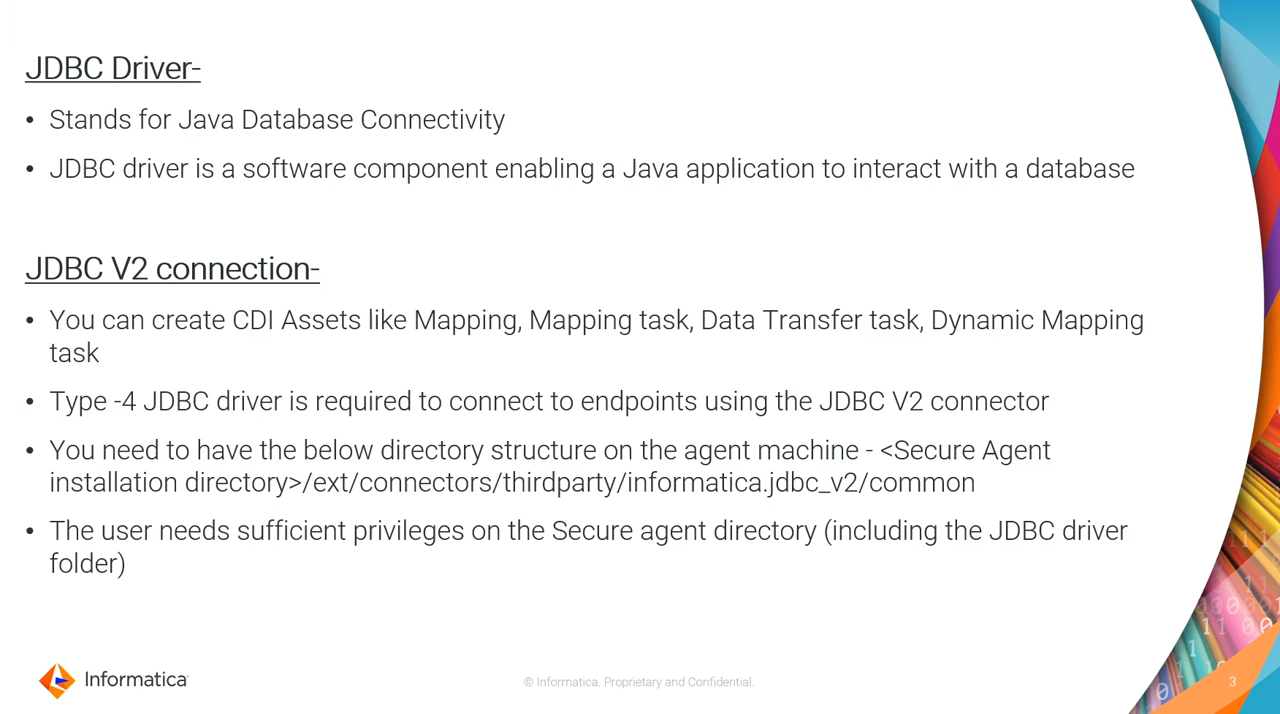 JDBC Driver-
• Stands for Java Database Connectivity
• JDBC driver is a software component enabling a Java application to interact with a database
JDBC V2 connection-
• You can create CDI Assets like Mapping, Mapping task, Data Transfer task, Dynamic Mapping
task
• Type -4 JDBC driver is required to connect to endpoints using the JDBC V2 connector
• You need to have the below directory structure on the agent machine - <Secure Agent
installation directory>/ext/connectors/thirdparty/informatica.jdbc_v2/common
• The user needs sufficient privileges on the Secure agent directory (including the JDBC driver
folder)
Informatica
© Informatica. Proprietary and Confidential.
3